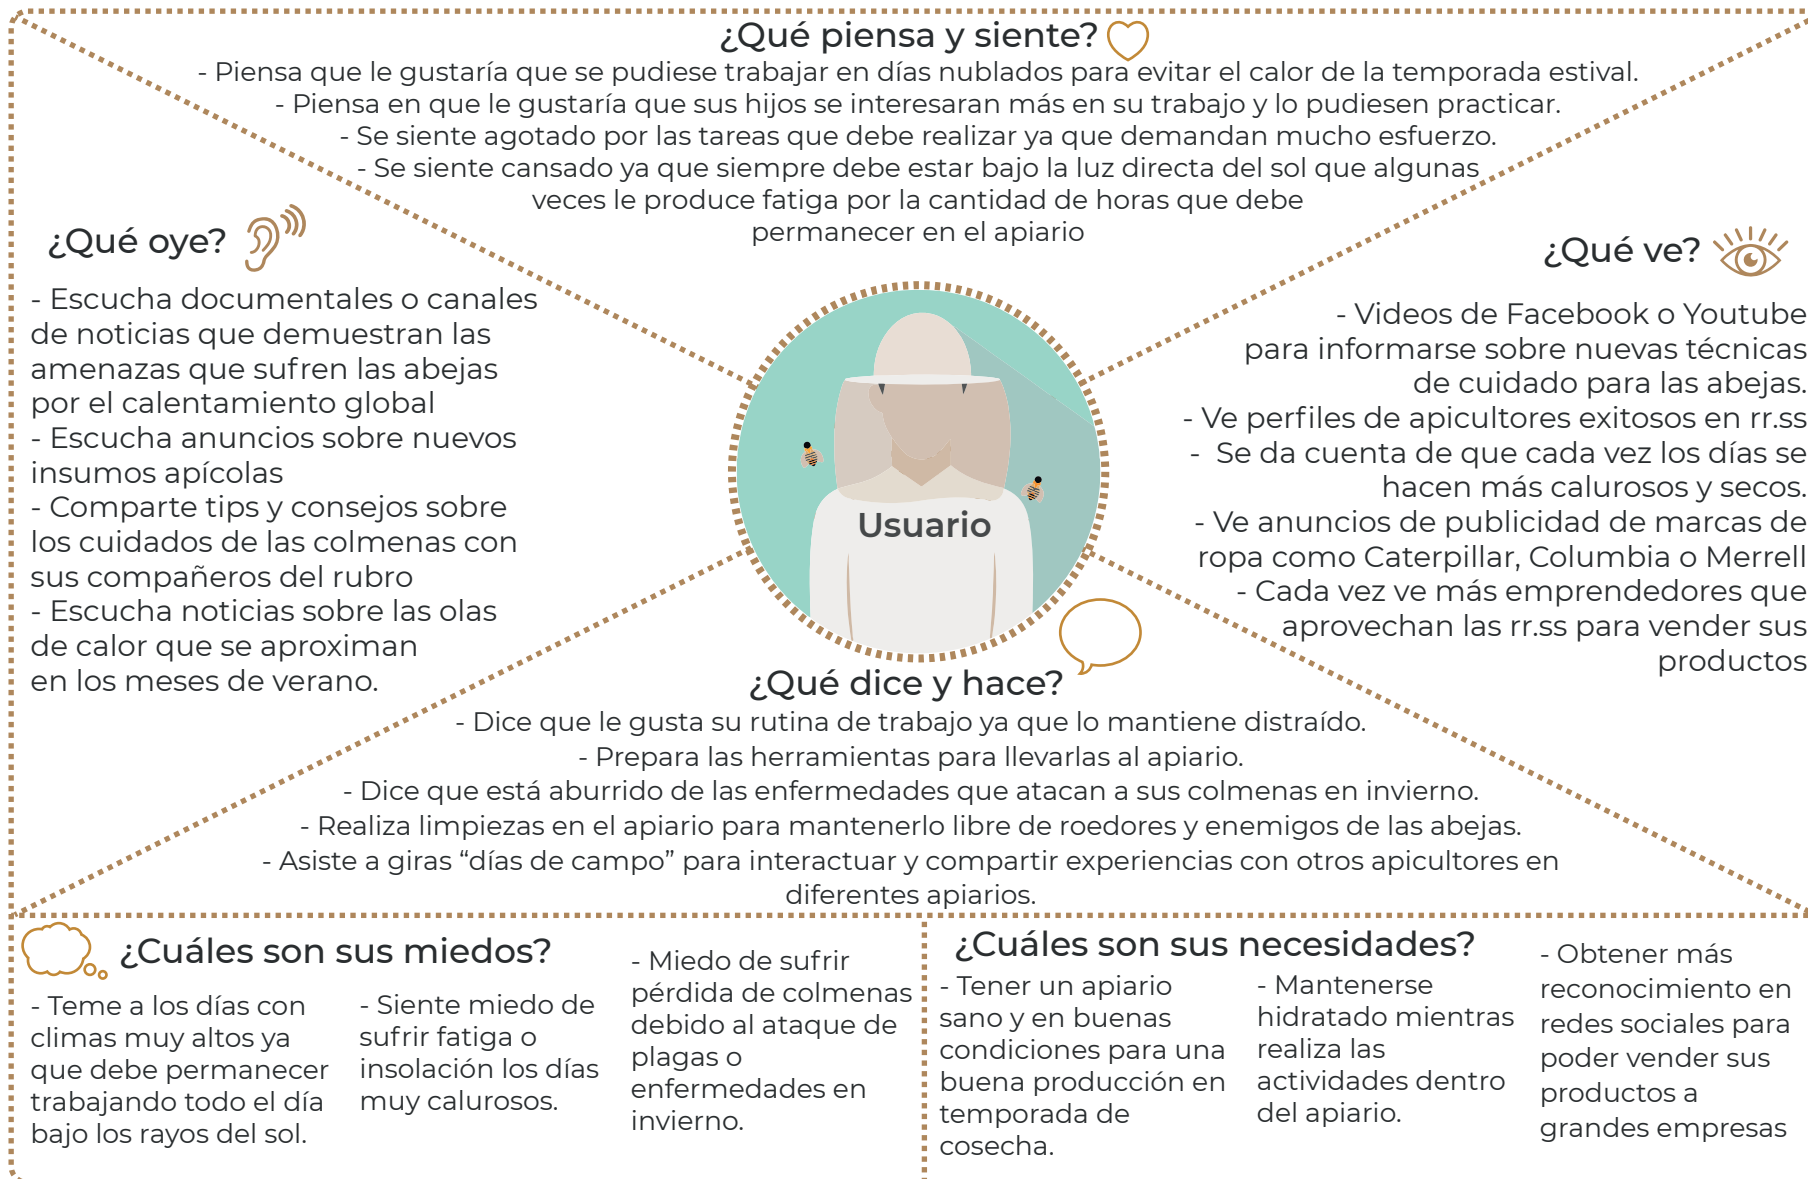 ¿Qué piensa y siente?
- Piensa que le gustaría que se pudiese trabajar en días nublados para evitar el calor de la temporada estival.
- Piensa en que le gustaría que sus hijos se interesaran más en su trabajo y lo pudiesen practicar.
- Se siente agotado por las tareas que debe realizar ya que demandan mucho esfuerzo.
- Se siente cansado ya que siempre debe estar bajo la luz directa del sol que algunas
veces le produce fatiga por la cantidad de horas que debe
permanecer en el apiario
¿Qué oye?
- Escucha documentales o canales
de noticias que demuestran las
amenazas que sufren las abejas
por el calentamiento global
- Escucha anuncios sobre nuevos
insumos apícolas
- Comparte tips y consejos sobre
los cuidados de las colmenas con
sus compañeros del rubro
- Escucha noticias sobre las olas
de calor que se aproximan
en los meses de verano.
Usuario
¿Qué ve?
- Videos de Facebook o Youtube
para informarse sobre nuevas técnicas
de cuidado para las abejas.
- Ve perfiles de apicultores exitosos en rr.ss
- Se da cuenta de que cada vez los días se
hacen más calurosos y secos.
- Ve anuncios de publicidad de marcas de
ropa como Caterpillar, Columbia o Merrell
- Cada vez ve más emprendedores que
aprovechan las rr.ss para vender sus
productos
¿Qué dice y hace?
- Dice que le gusta su rutina de trabajo ya que lo mantiene distraído.
- Prepara las herramientas para llevarlas al apiario.
- Dice que está aburrido de las enfermedades que atacan a sus colmenas en invierno.
- Realiza limpiezas en el apiario para mantenerlo libre de roedores y enemigos de las abejas.
- Asiste a giras “días de campo” para interactuar y compartir experiencias con otros apicultores en
diferentes apiarios.
¿Cuáles son sus miedos?
- Teme a los días con
climas muy altos ya
que debe permanecer
trabajando todo el día
bajo los rayos del sol.
- Siente miedo de
sufrir fatiga o
insolación los días
muy calurosos.
- Miedo de sufrir
pérdida de colmenas
debido al ataque de
plagas o
enfermedades en
invierno.
¿Cuáles son sus necesidades?
- Tener un apiario
sano y en buenas
condiciones para una
buena producción en
temporada de
cosecha.
- Mantenerse
hidratado mientras
realiza las
actividades dentro
del apiario.
- Obtener más
reconocimiento en
redes sociales para
poder vender sus
productos a
grandes empresas